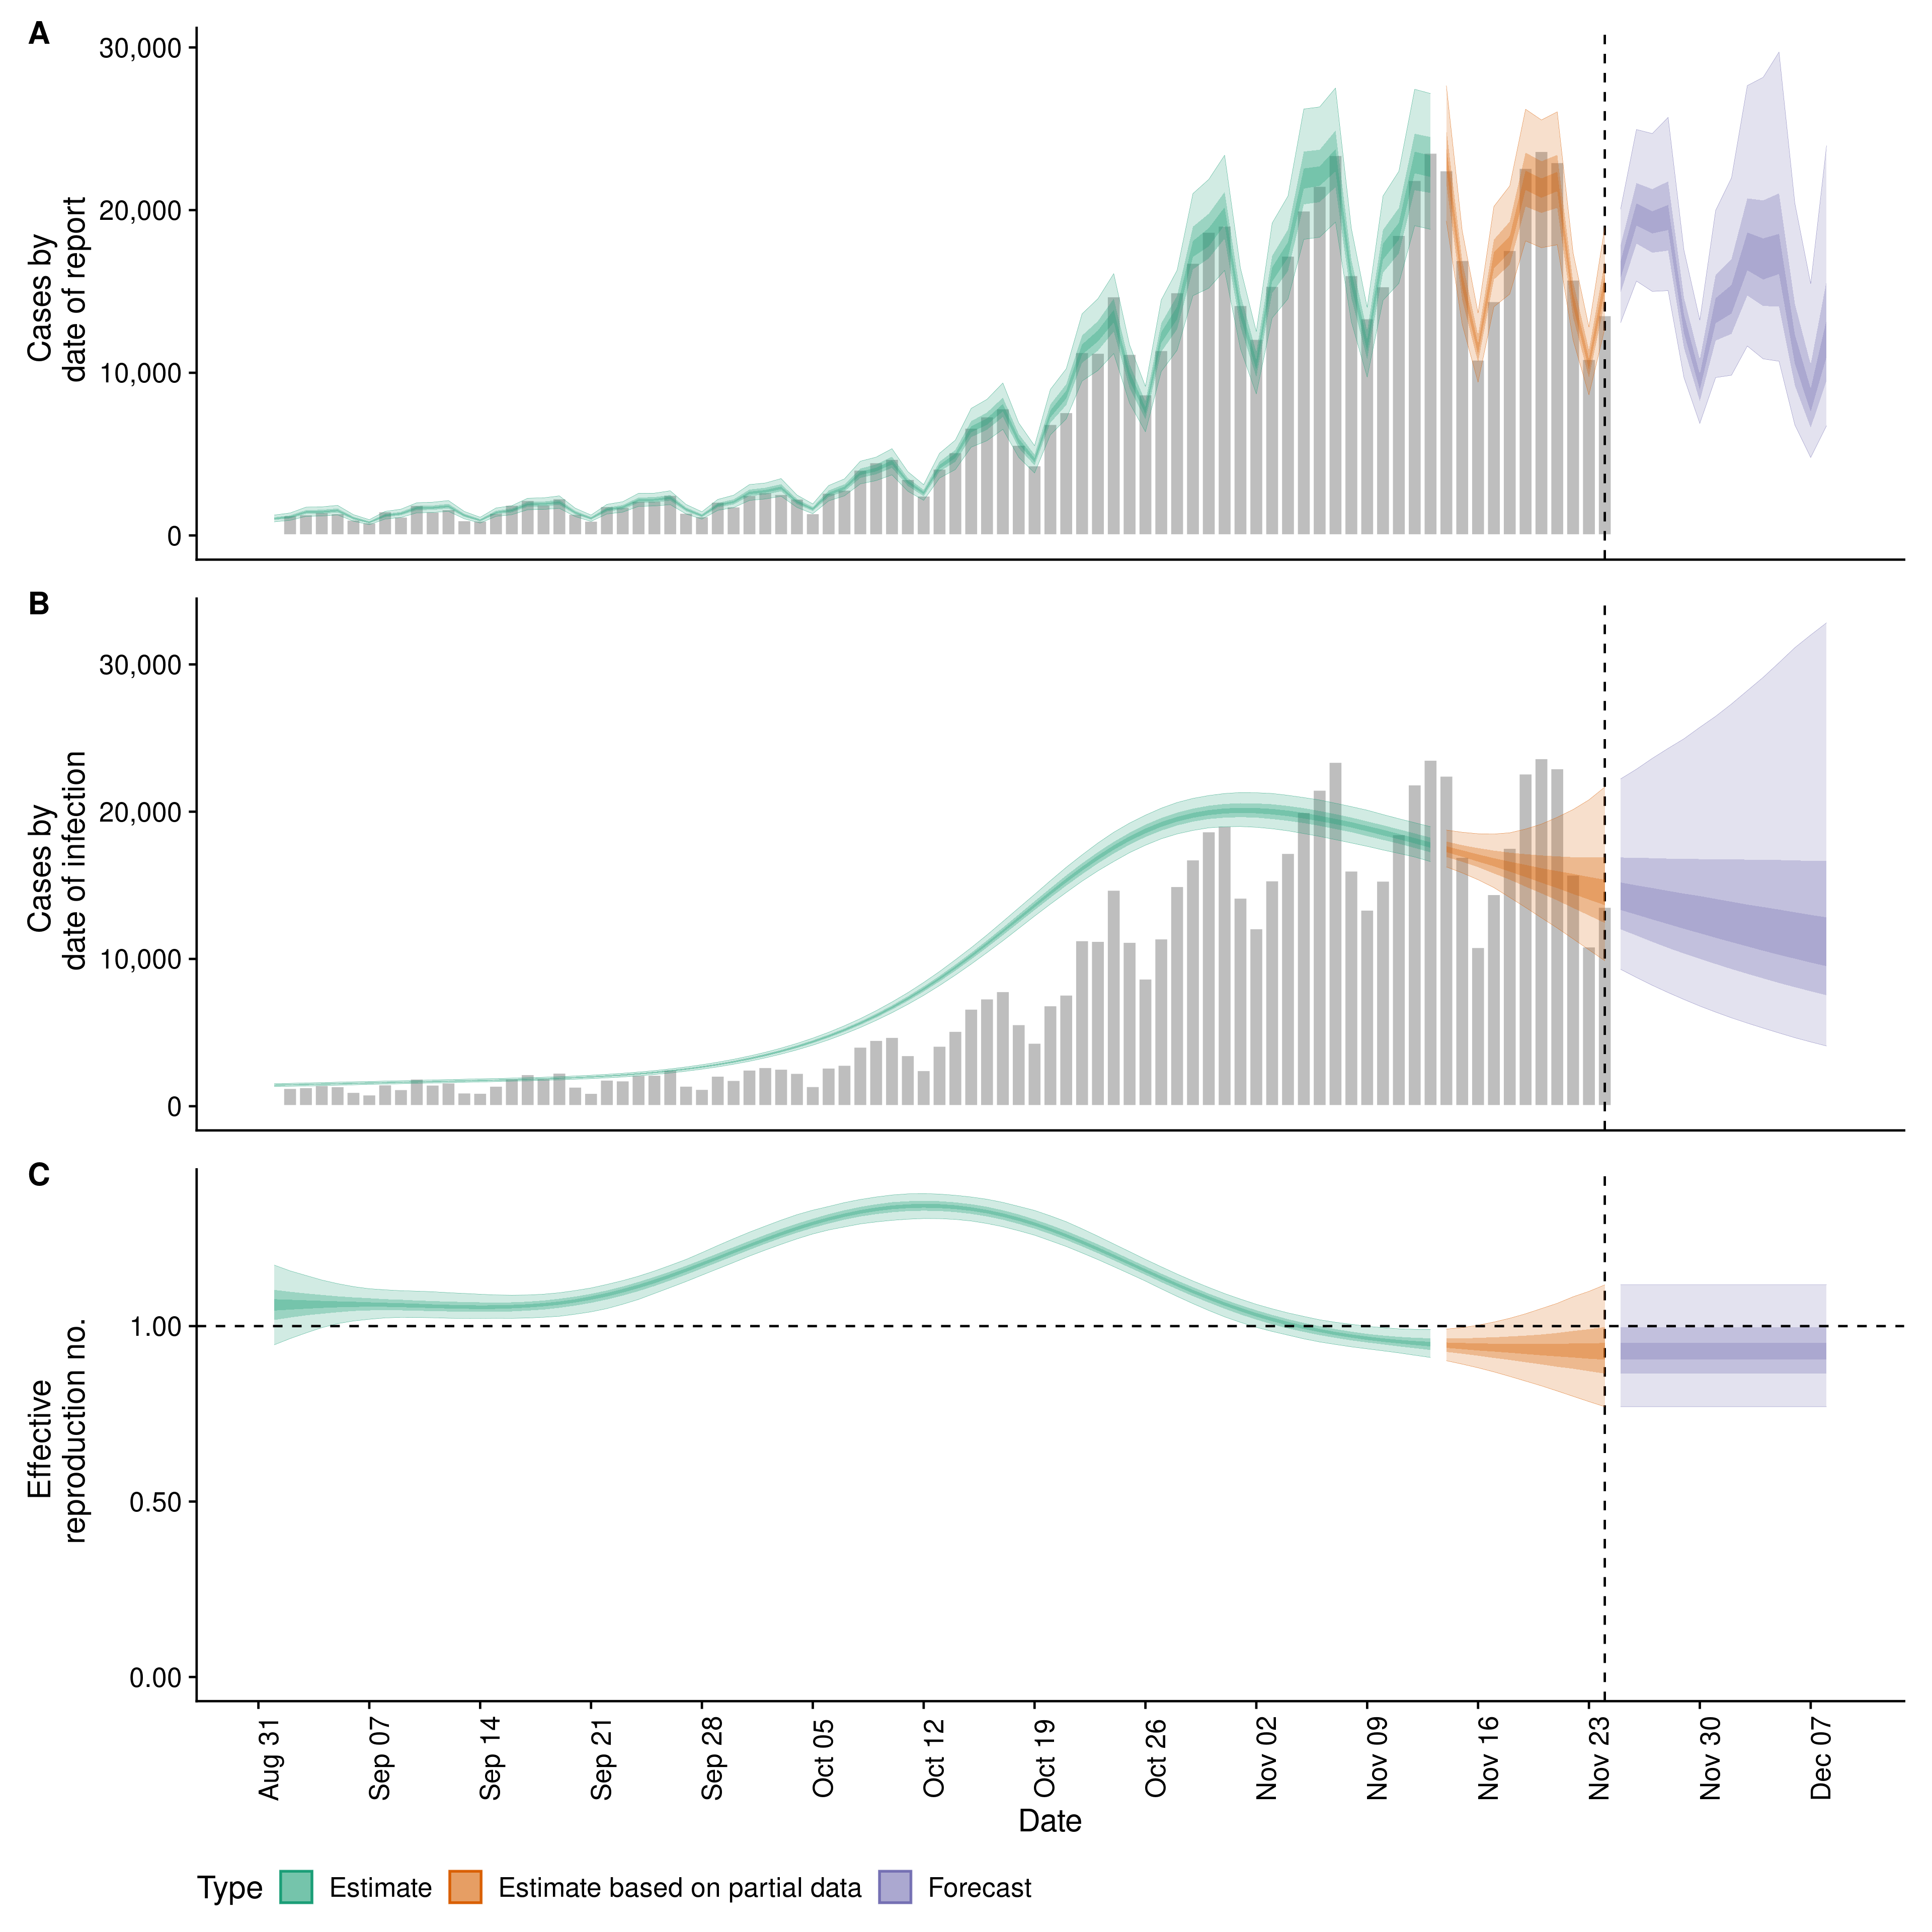 A
30,000
20,000
10,000
0
Cases by
date of report
B
30,000
20,000
10,000
0
Cases by
date of infection
C
1.00
0.50
0.00
Effective
reproduction no.
Aug 31
Sep 07
Sep 14
Sep 21
Sep 28
Oct 05
Oct 12
Oct 19
Oct 26
Nov 02
Nov 09
Nov 16
Nov 23
Nov 30
Dec 07
Date
Type Estimate Estimate based on partial data Forecast